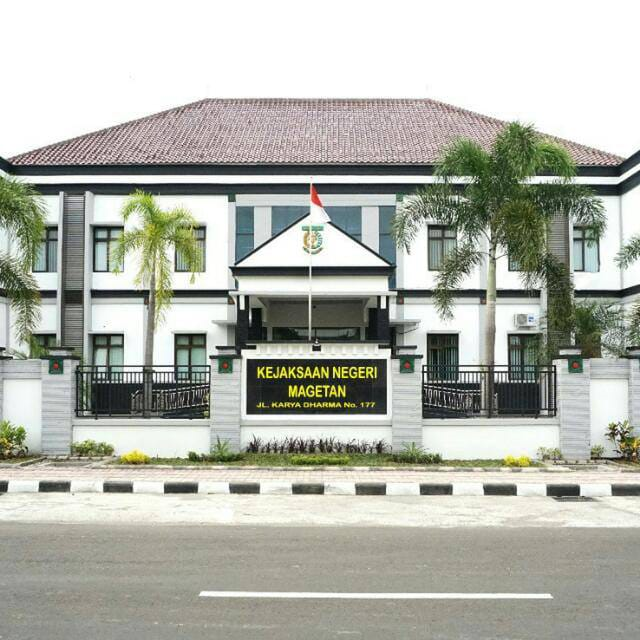 KEJAKSAAN NEGERI
MAGETAN
JL. KARYA DHARMA No. 177